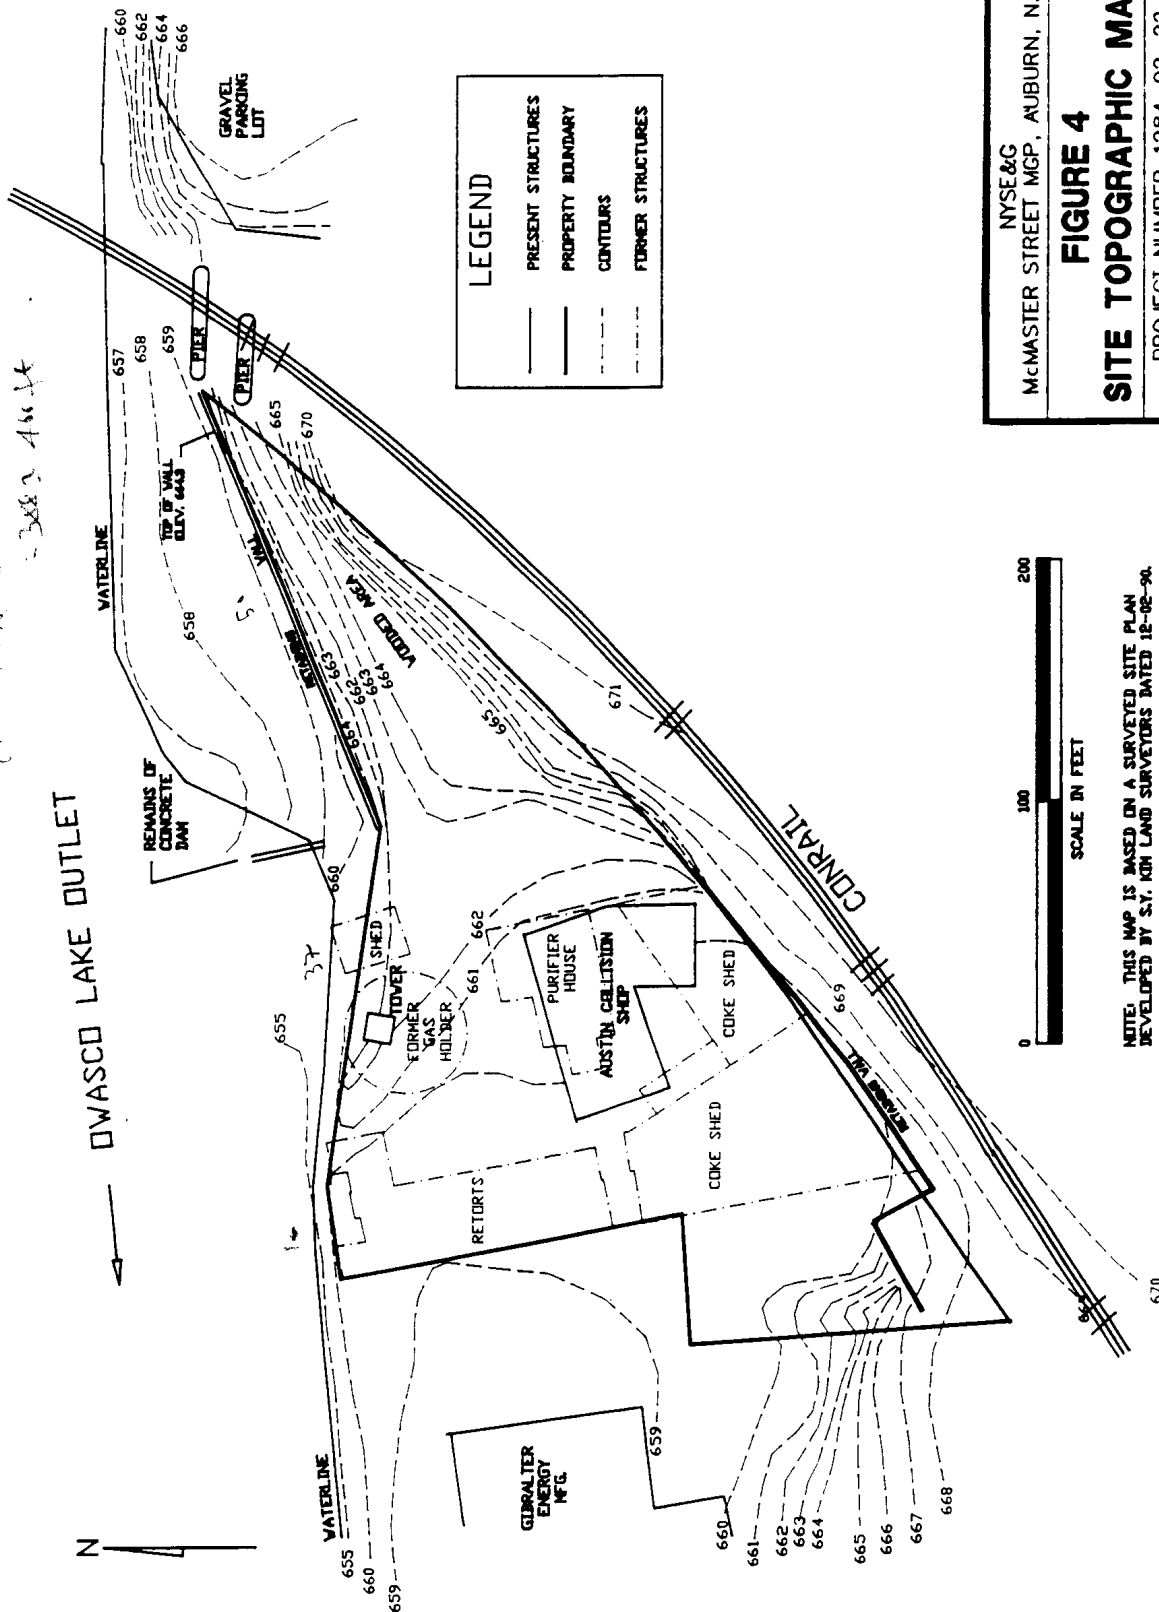 N
OWASCO LAKE OUTLET
WATERLINE
WATERLINE
REMAINS OF
CONCRETE
DAM
TOP OF WALL
PIER
PIER
GRAVEL
PARKING
LOT
660
662
664
666
657
658
659
658
665
670
RETAINING
WALL
WOODED AREA
664
663
662
663
664
665
671
660
655
37
SHED
TOWER
FORMER
GAS
HOLDER
662
661
PURIFIER
HOUSE
AUSTIN COLLISION
SHOP
COKE SHED
COKE SHED
RETORTS
RETAINING WALL
669
CONRAIL
670
655
660
659
659
GIBRALTER
ENERGY
MFG.
660
661
662
663
664
665
666
667
668
LEGEND
PRESENT STRUCTURES
PROPERTY BOUNDARY
CONTOURS
FORMER STRUCTURES
0 100 200
SCALE IN FEET
NOTE: THIS MAP IS BASED ON A SURVEYED SITE PLAN
DEVELOPED BY S.Y. KIM LAND SURVEYORS DATED 12-02-90.
NYSE&G
McMASTER STREET MGP, AUBURN, N.
FIGURE 4
SITE TOPOGRAPHIC MA